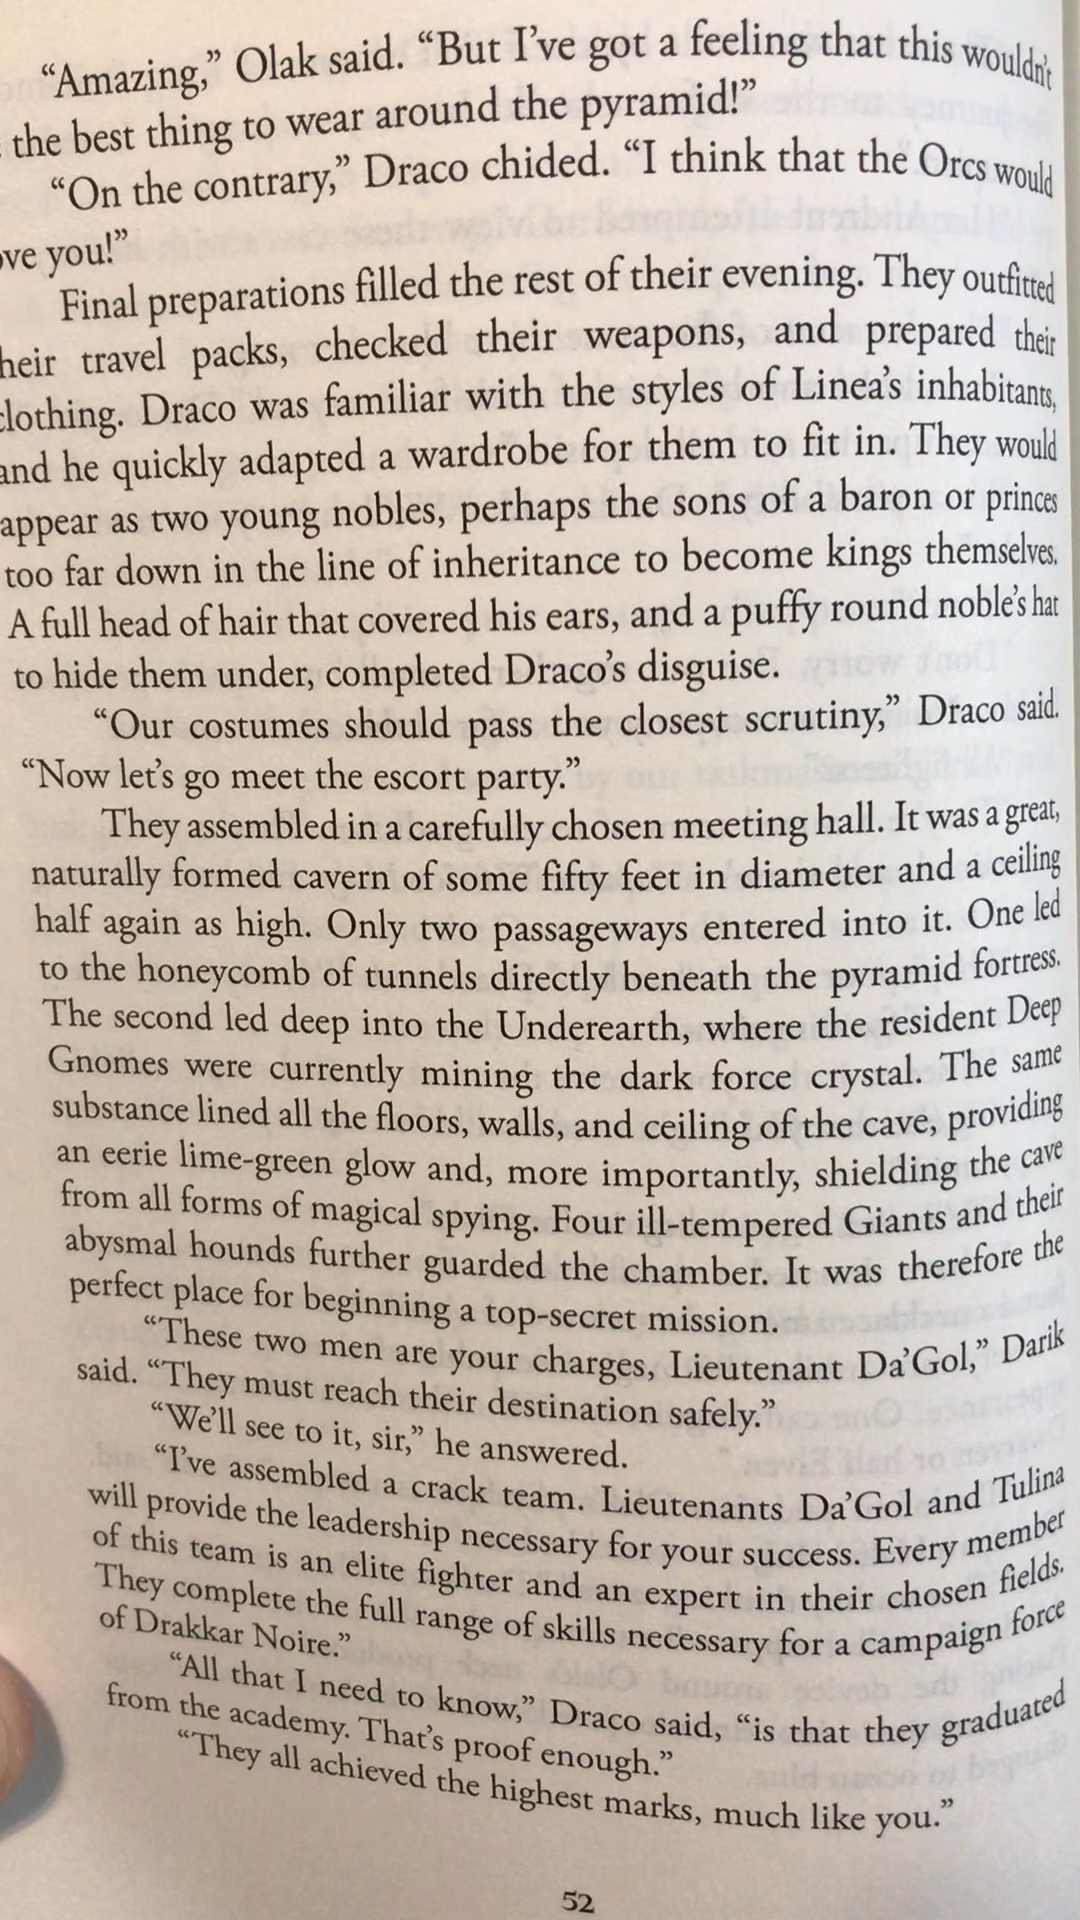 “Amazing,” Olak said. “But I’ve got a feeling that this wouldn’t
the best thing to wear around the pyramid!”
“On the contrary,” Draco chided. “I think that the Orcs would
ove you!”
Final preparations filled the rest of their evening. They outfitted
heir travel packs, checked their weapons, and prepared their
clothing. Draco was familiar with the styles of Linea’s inhabitants,
and he quickly adapted a wardrobe for them to fit in. They would
appear as two young nobles, perhaps the sons of a baron or princes
too far down in the line of inheritance to become kings themselves.
A full head of hair that covered his ears, and a puffy round noble’s hat
to hide them under, completed Draco’s disguise.
“Our costumes should pass the closest scrutiny,” Draco said.
“Now let’s go meet the escort party.”
They assembled in a carefully chosen meeting hall. It was a great,
naturally formed cavern of some fifty feet in diameter and a ceiling
half again as high. Only two passageways entered into it. One led
to the honeycomb of tunnels directly beneath the pyramid fortress.
The second led deep into the Underearth, where the resident Deep
Gnomes were currently mining the dark force crystal. The same
substance lined all the floors, walls, and ceiling of the cave, providing
an eerie lime-green glow and, more importantly, shielding the cave
from all forms of magical spying. Four ill-tempered Giants and their
abysmal hounds further guarded the chamber. It was therefore the
perfect place for beginning a top-secret mission.
“These two men are your charges, Lieutenant Da’Gol,” Darik
said. “They must reach their destination safely.”
“We’ll see to it, sir,” he answered.
“I’ve assembled a crack team. Lieutenants Da’Gol and Tulina
will provide the leadership necessary for your success. Every member
of this team is an elite fighter and an expert in their chosen fields.
They complete the full range of skills necessary for a campaign force
of Drakkar Noire.”
“All that I need to know,” Draco said, “is that they graduated
from the academy. That’s proof enough.”
“They all achieved the highest marks, much like you.”
52